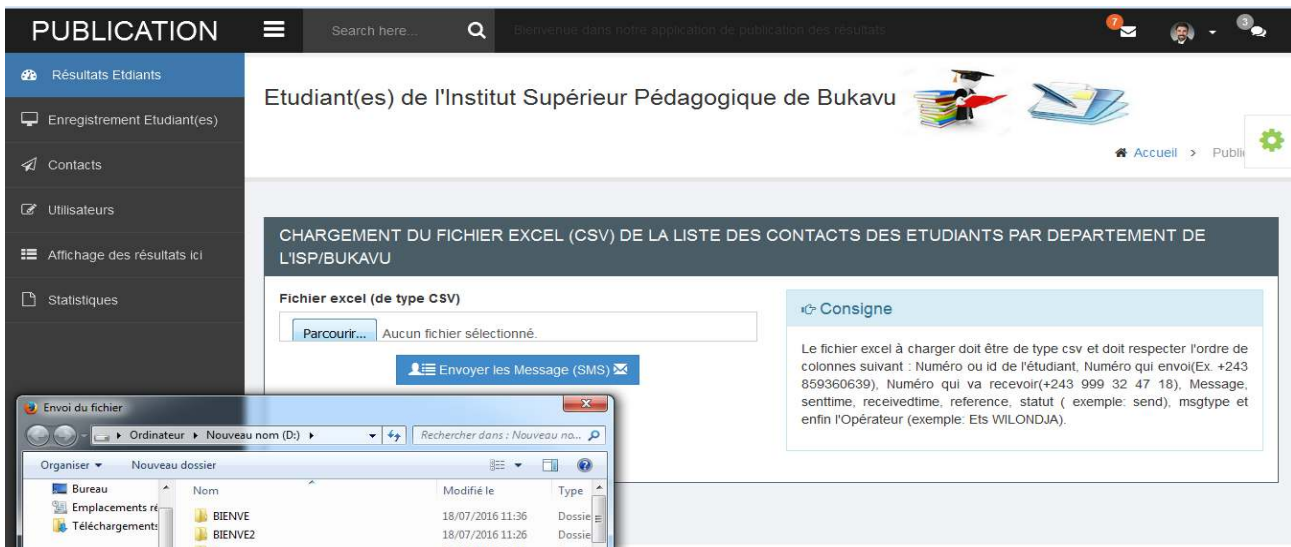 PUBLICATION
Search here...
Bienvenue dans notre application de publication des résultats
7
3
Résultats Etdiants
Enregistrement Etudiant(es)
Contacts
Utilisateurs
Affichage des résultats ici
Statistiques
Etudiant(es) de l'Institut Supérieur Pédagogique de Bukavu
Accueil > Publi
CHARGEMENT DU FICHIER EXCEL (CSV) DE LA LISTE DES CONTACTS DES ETUDIANTS PAR DEPARTEMENT DE
L'ISP/BUKAVU
Fichier excel (de type CSV)
Parcourir... Aucun fichier sélectionné.
Envoyer les Message (SMS)
Consigne
Le fichier excel à charger doit être de type csv et doit respecter l'ordre de
colonnes suivant : Numéro ou id de l'étudiant, Numéro qui envoi(Ex. +243
859360639), Numéro qui va recevoir(+243 999 32 47 18), Message,
senttime, receivedtime, reference, statut ( exemple: send), msgtype et
enfin l'Opérateur (exemple: Ets WILONDJA).
Envoi du fichier
Ordinateur ▸ Nouveau nom (D:) ▸
Rechercher dans : Nouveau no...
Organiser Nouveau dossier
Bureau
Emplacements ré
Téléchargements
Nom Modifié le Type
BIENVE 18/07/2016 11:36 Dossie
BIENVE2 18/07/2016 11:26 Dossie